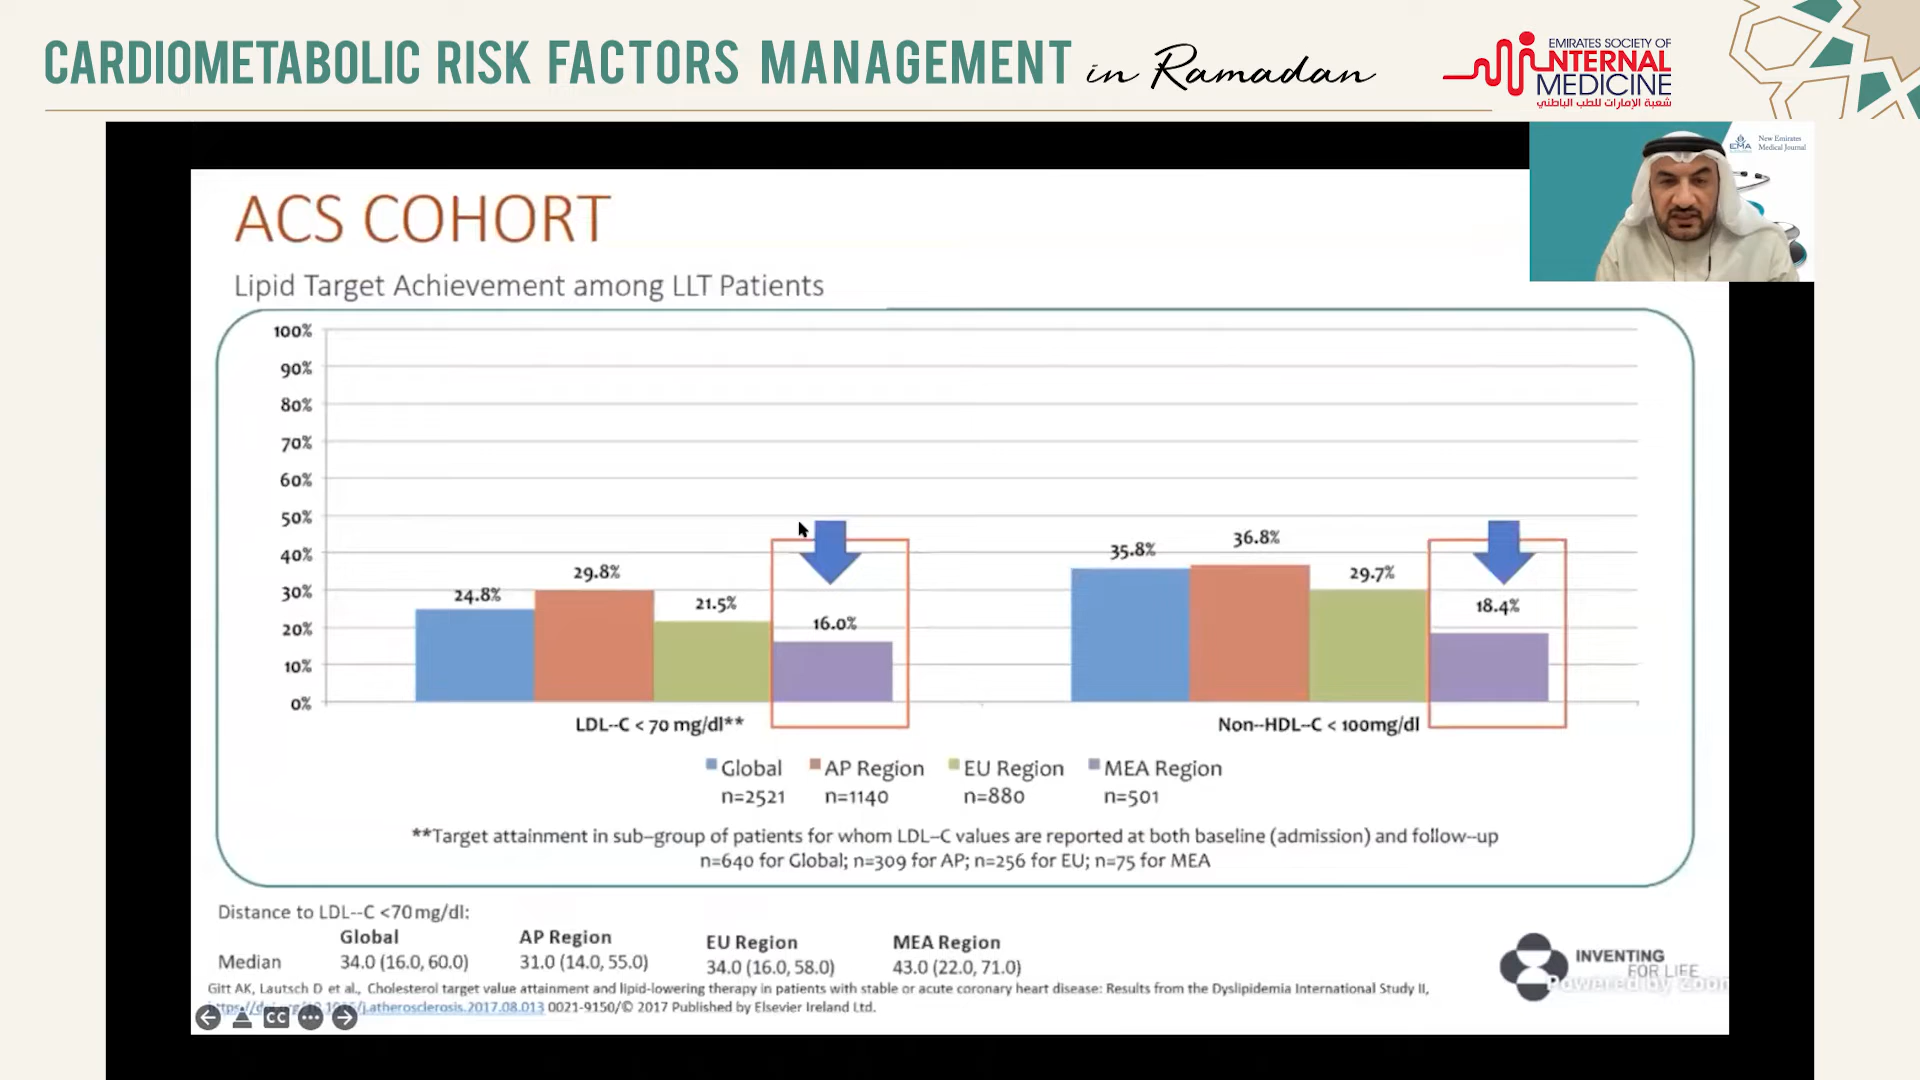 CARDIOMETABOLIC RISK FACTORS MANAGEMENT in Ramadan
EMIRATES SOCIETY OF
INTERNAL
MEDICINE
شعبة الإمارات للطب الباطني
EMA
New Emirates
Medical Journal
ACS COHORT
Lipid Target Achievement among LLT Patients
100%
90%
80%
70%
60%
50%
40%
30%
20%
10%
0%
24.8%
29.8%
21.5%
16.0%
35.8%
36.8%
29.7%
18.4%
LDL--C < 70 mg/dl**
Non--HDL--C < 100mg/dl
Global
n=2521
AP Region
n=1140
EU Region
n=880
MEA Region
n=501
**Target attainment in sub--group of patients for whom LDL--C values are reported at both baseline (admission) and follow--up
n=640 for Global; n=309 for AP; n=256 for EU; n=75 for MEA
Distance to LDL--C <70mg/dl:
Global AP Region EU Region MEA Region
Median 34.0 (16.0, 60.0) 31.0 (14.0, 55.0) 34.0 (16.0, 58.0) 43.0 (22.0, 71.0)
INVENTING
FOR LIFE
Powered by Zoom
Gitt AK, Lautsch D et al., Cholesterol target value attainment and lipid-lowering therapy in patients with stable or acute coronary heart disease: Results from the Dyslipidemia International Study II,
j.atherosclerosis.2017.08.013 0021-9150/© 2017 Published by Elsevier Ireland Ltd.
CC